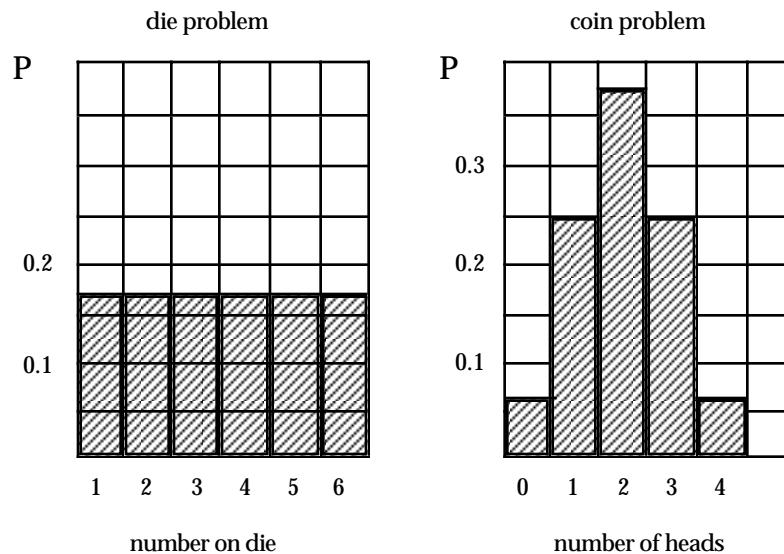 die problem
P
0.2
0.1
1 2 3 4 5 6
number on die
coin problem
P
0.3
0.2
0.1
0 1 2 3 4
number of heads